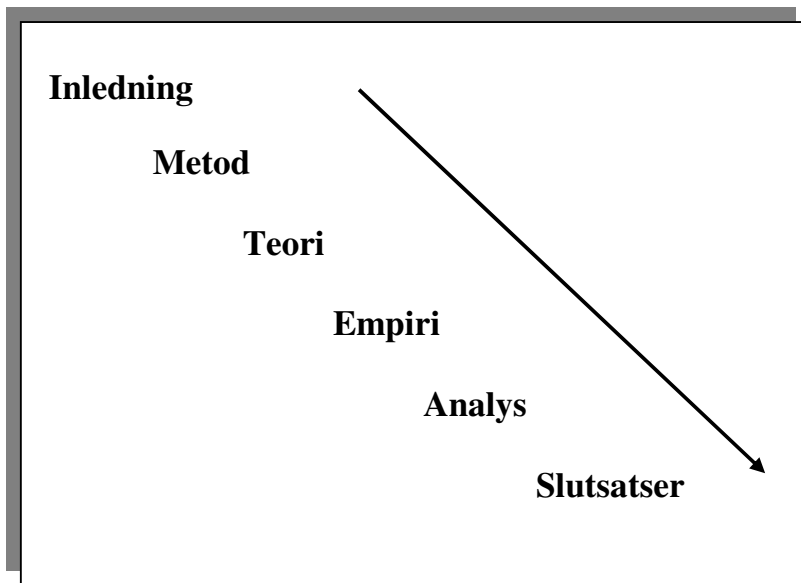 Inledning
Metod
Teori
Empiri
Analys
Slutsatser